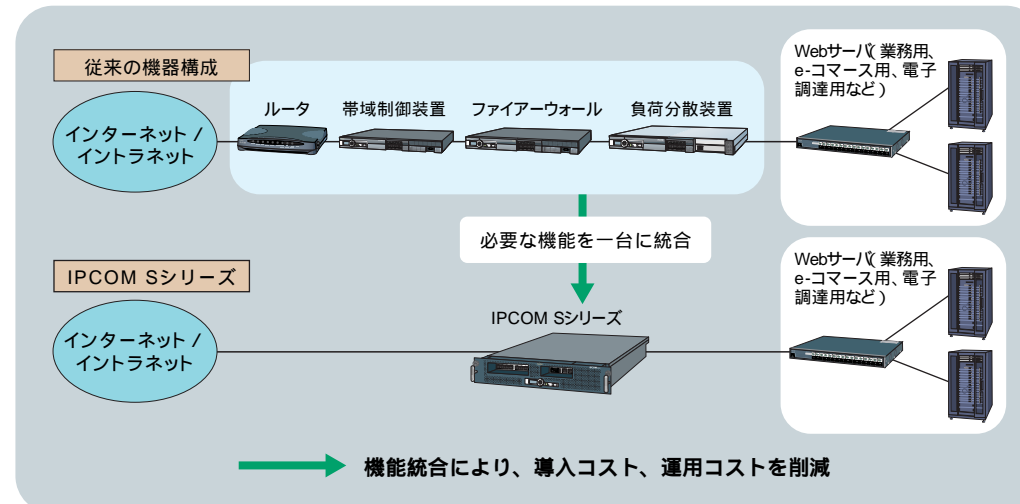 従来の機器構成
インターネット /
イントラネット
ルータ
帯域制御装置
ファイアーウォール
負荷分散装置
Webサーバ(業務用、
e-コマース用、電子
調達用など)
必要な機能を一台に統合
IPCOM Sシリーズ
インターネット /
イントラネット
IPCOM Sシリーズ
Webサーバ(業務用、
e-コマース用、電子
調達用など)
機能統合により、導入コスト、運用コストを削減